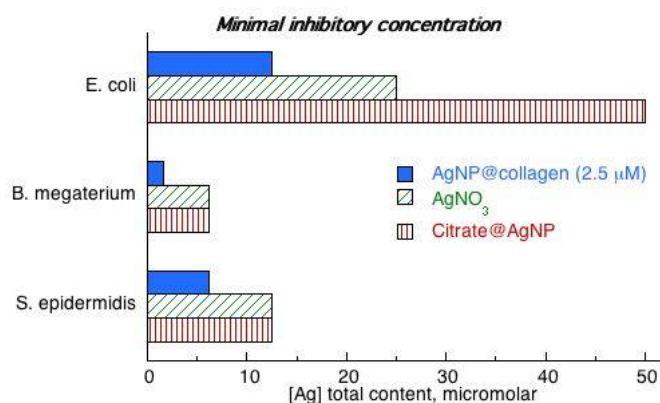 Minimal inhibitory concentration
E. coli
B. megaterium
S. epidermidis
AgNP@collagen (2.5 μM)
AgNO3
Citrate@AgNP
0 10 20 30 40 50
[Ag] total content, micromolar